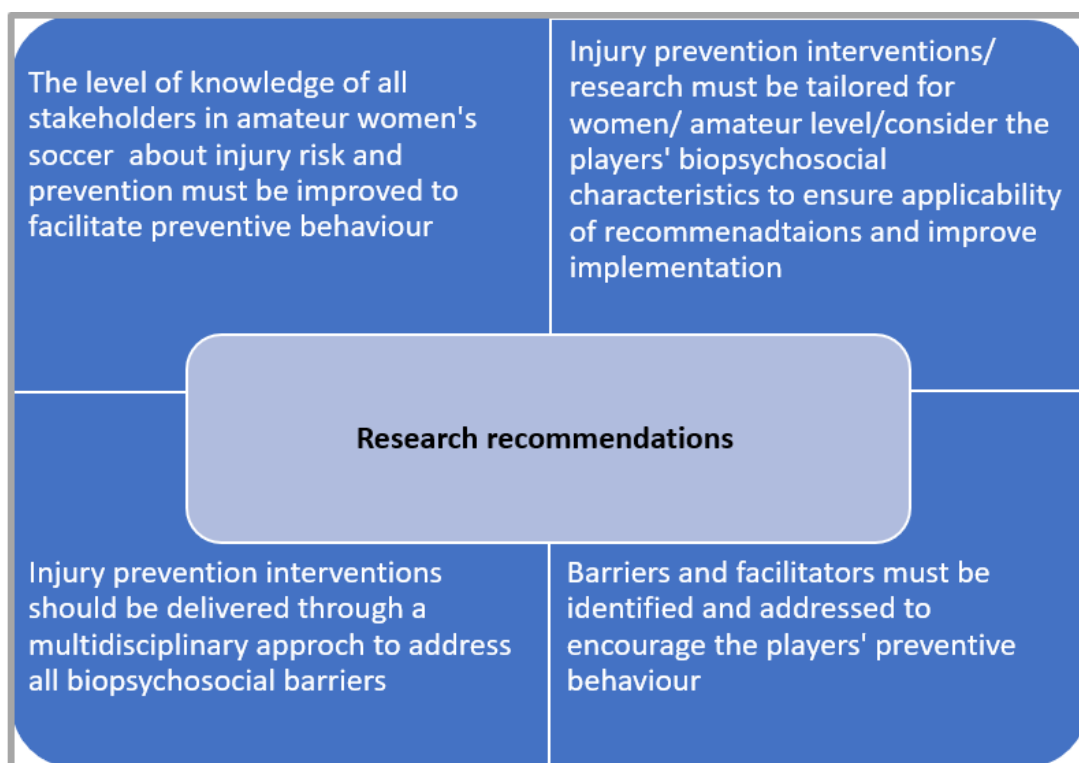 The level of knowledge of all
stakeholders in amateur women's
soccer about injury risk and
prevention must be improved to
facilitate preventive behaviour
Injury prevention interventions/
research must be tailored for
women/ amateur level/consider the
players' biopsychosocial
characteristics to ensure applicability
of recommenadtaions and improve
implementation
Research recommendations
Injury prevention interventions
should be delivered through a
multidisciplinary approch to address
all biopsychosocial barriers
Barriers and facilitators must be
identified and addressed to
encourage the players' preventive
behaviour